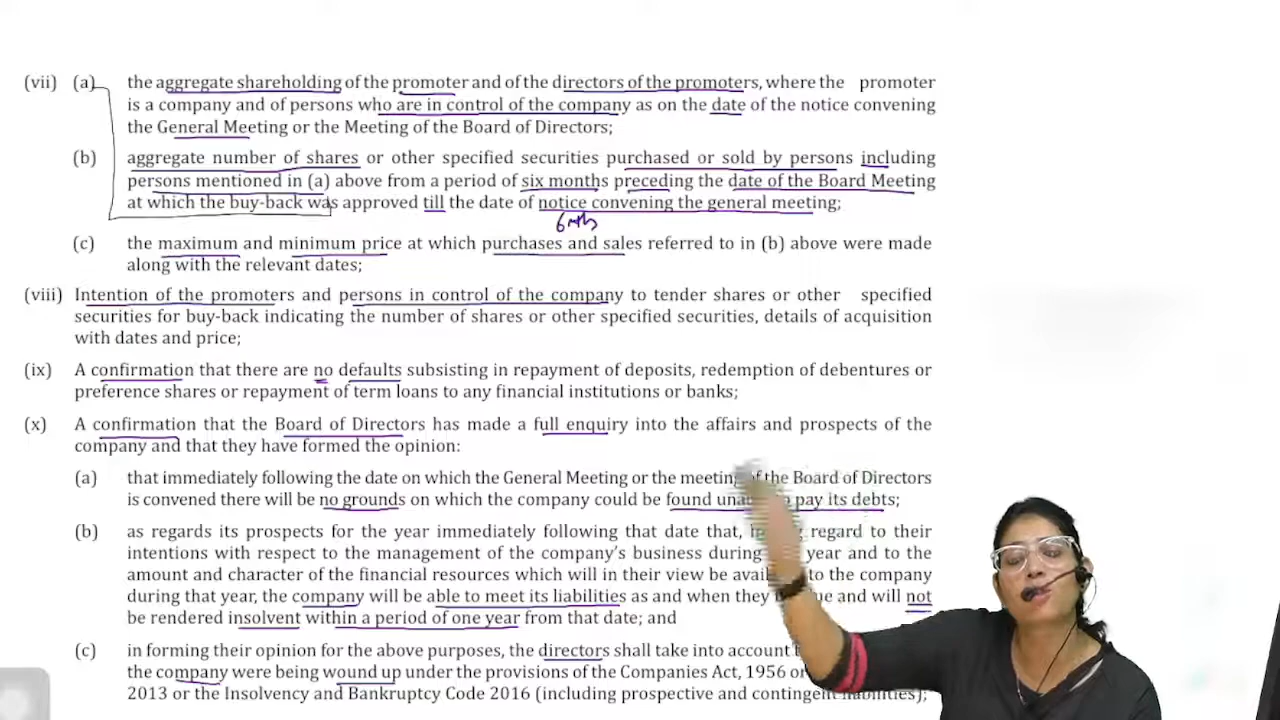 (vii) (a) the aggregate shareholding of the promoter and of the directors of the promoters, where the promoter
is a company and of persons who are in control of the company as on the date of the notice convening
the General Meeting or the Meeting of the Board of Directors;
(b) aggregate number of shares or other specified securities purchased or sold by persons including
persons mentioned in (a) above from a period of six months preceding the date of the Board Meeting
at which the buy-back was approved till the date of notice convening the general meeting;
6mths
(c) the maximum and minimum price at which purchases and sales referred to in (b) above were made
along with the relevant dates;
(viii) Intention of the promoters and persons in control of the company to tender shares or other specified
securities for buy-back indicating the number of shares or other specified securities, details of acquisition
with dates and price;
(ix) A confirmation that there are no defaults subsisting in repayment of deposits, redemption of debentures or
preference shares or repayment of term loans to any financial institutions or banks;
(x) A confirmation that the Board of Directors has made a full enquiry into the affairs and prospects of the
company and that they have formed the opinion:
(a) that immediately following the date on which the General Meeting or the meeting of the Board of Directors
is convened there will be no grounds on which the company could be found pay its debts;
(b) as regards its prospects for the year immediately following that date that, regard to their
intentions with respect to the management of the company's business during year and to the
amount and character of the financial resources which will in their view be to the company
during that year, the company will be able to meet its liabilities as and when they and will not
be rendered insolvent within a period of one year from that date; and
(c) in forming their opinion for the above purposes, the directors shall take into account
the company were being wound up under the provisions of the Companies Act, 1956 or
2013 or the Insolvency and Bankruptcy Code 2016 (including prospective and contingent liabilities);